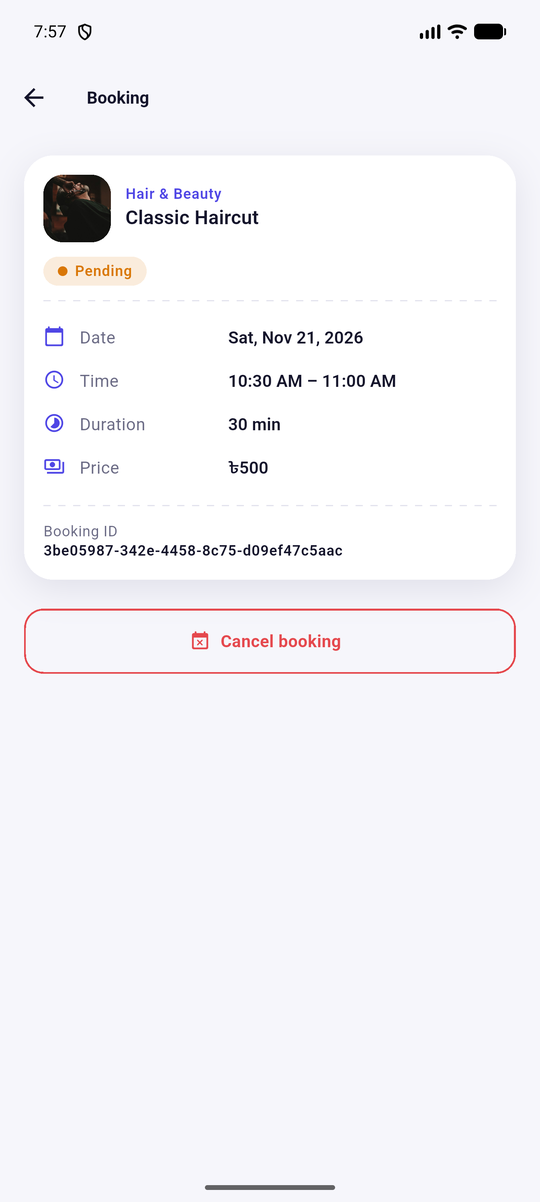 7:57
Booking
Hair & Beauty
Classic Haircut
Pending
Date Sat, Nov 21, 2026
Time 10:30 AM – 11:00 AM
Duration 30 min
Price ৳500
Booking ID
3be05987-342e-4458-8c75-d09ef47c5aac
Cancel booking